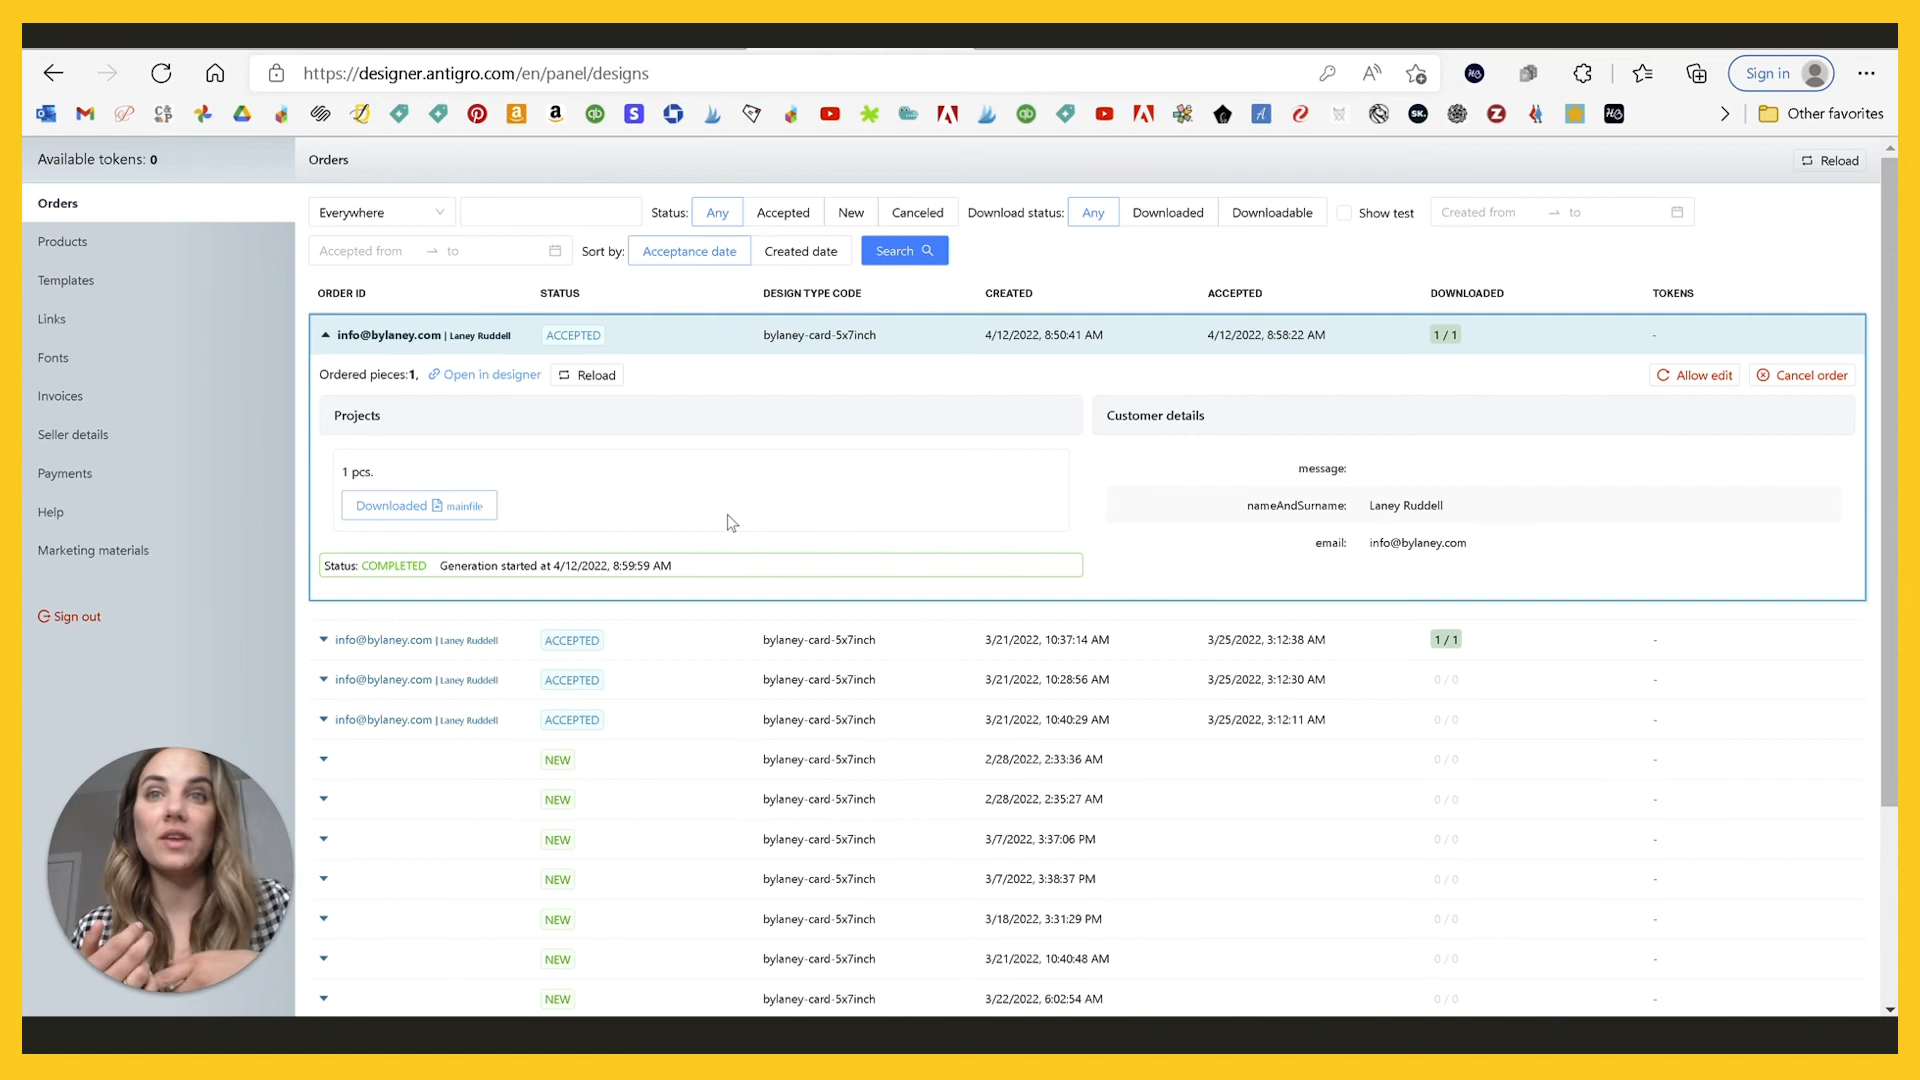 https://designer.antigro.com/en/panel/designs
Sign in
Other favorites
Available tokens: 0
Orders
Reload
Orders
Products
Templates
Links
Fonts
Invoices
Seller details
Payments
Help
Marketing materials
Sign out
Everywhere Status: Any Accepted New Canceled Download status: Any Downloaded Downloadable Show test Created from → to
Accepted from → to Sort by: Acceptance date Created date Search
ORDER ID STATUS DESIGN TYPE CODE CREATED ACCEPTED DOWNLOADED TOKENS
info@bylaney.com | Laney Ruddell ACCEPTED bylaney-card-5x7inch 4/12/2022, 8:50:41 AM 4/12/2022, 8:58:22 AM 1 / 1 -
Ordered pieces:1, Open in designer Reload Allow edit Cancel order
Projects
Customer details
1 pcs.
Downloaded mainfile
message:
nameAndSurname: Laney Ruddell
email: info@bylaney.com
Status: COMPLETED Generation started at 4/12/2022, 8:59:59 AM
info@bylaney.com | Laney Ruddell ACCEPTED bylaney-card-5x7inch 3/21/2022, 10:37:14 AM 3/25/2022, 3:12:38 AM 1 / 1 -
info@bylaney.com | Laney Ruddell ACCEPTED bylaney-card-5x7inch 3/21/2022, 10:28:56 AM 3/25/2022, 3:12:30 AM 0 / 0 -
info@bylaney.com | Laney Ruddell ACCEPTED bylaney-card-5x7inch 3/21/2022, 10:40:29 AM 3/25/2022, 3:12:11 AM 0 / 0 -
NEW bylaney-card-5x7inch 2/28/2022, 2:33:36 AM 0 / 0 -
NEW bylaney-card-5x7inch 2/28/2022, 2:35:27 AM 0 / 0 -
NEW bylaney-card-5x7inch 3/7/2022, 3:37:06 PM 0 / 0 -
NEW bylaney-card-5x7inch 3/7/2022, 3:38:37 PM 0 / 0 -
NEW bylaney-card-5x7inch 3/18/2022, 3:31:29 PM 0 / 0 -
NEW bylaney-card-5x7inch 3/21/2022, 10:40:48 AM 0 / 0 -
NEW bylaney-card-5x7inch 3/22/2022, 6:02:54 AM 0 / 0 -